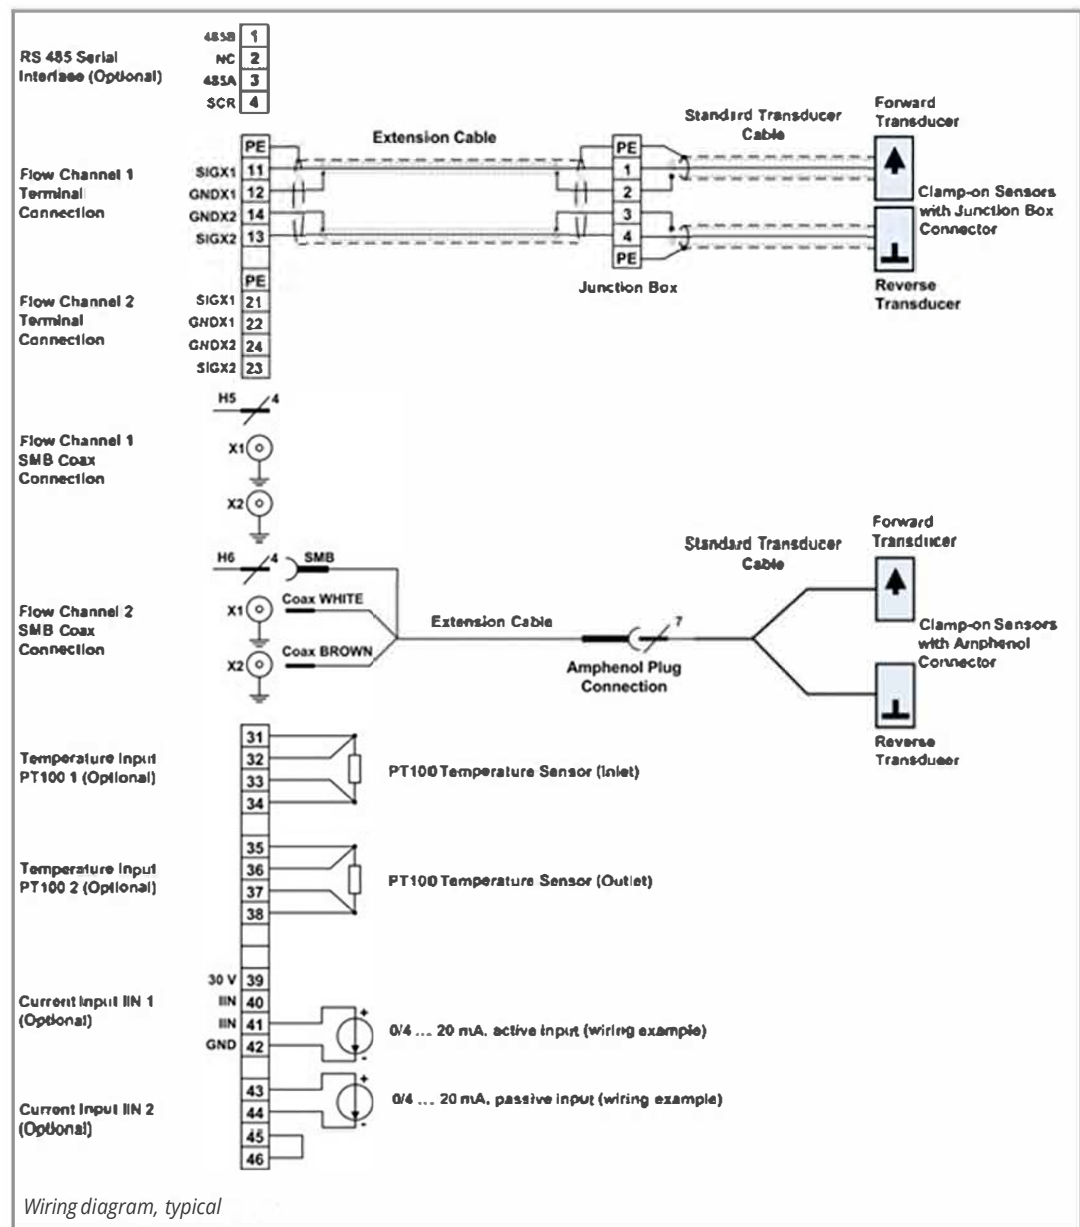 485B 1
RS 485 Serial
NC 2
Interface (Optional)
485A 3
SCR 4
Forward
Transducer
Standard Transducer
Cable
Extension Cable
PE
PE
Flow Channel 1
Terminal
Connection
SIGX1 11
1
GNDX1 12
2
GNDX2 14
3
SIGX2 13
4
PE
Clamp-on Sensors
with Junction Box
Connector
Junction Box
Reverse
Transducer
PE
Flow Channel 2
Terminal
Connection
SIGX1 21
GNDX1 22
GNDX2 24
SIGX2 23
H5 4
Flow Channel 1
SMB Coax
Connection
X1
X2
Forward
Transducer
Standard Transducer
Cable
H6 4 SMB
Flow Channel 2
SMB Coax
Connection
X1 Coax WHITE
Extension Cable
7
X2 Coax BROWN
Amphenol Plug
Connection
Clamp-on Sensors
with Amphenol
Connector
Reverse
Transducer
31
Temperature Input
PT100 1 (Optional)
32
33
34
PT100 Temperature Sensor (Inlet)
35
Temperature Input
PT100 2 (Optional)
36
37
38
PT100 Temperature Sensor (Outlet)
30 V 39
Current Input IIN 1
(Optional)
IIN 40
IIN 41
GND 42
+
-
0/4 ... 20 mA, active input (wiring example)
43
44
+
-
0/4 ... 20 mA, passive input (wiring example)
Current Input IIN 2
(Optional)
45
46
Wiring diagram, typical